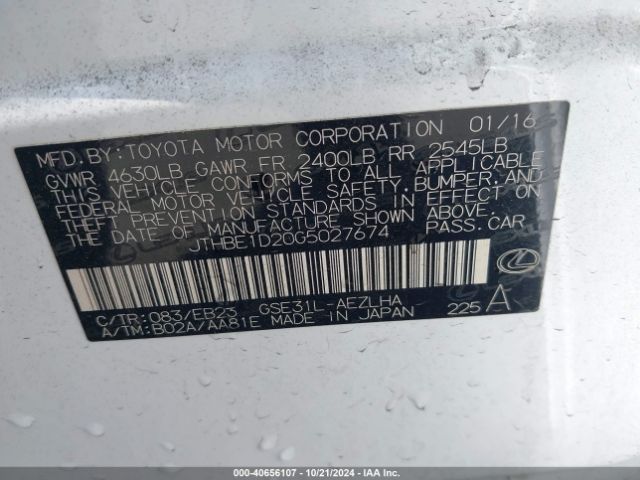 MFD. BY: TOYOTA MOTOR CORPORATION 01/16
GVWR 4630LB GAWR FR 2400LB RR 2545LB
THIS VEHICLE CONFORMS TO ALL APPLICABLE
FEDERAL MOTOR VEHICLE SAFETY, BUMPER, AND
THEFT PREVENTION STANDARDS IN EFFECT ON
THE DATE OF MANUFACTURE SHOWN ABOVE.
JTHBE1D20G5027674 PASS. CAR
C/TR: 083/EB23 GSE31L-AEZLHA
A/TM: B02A/AA81E MADE IN JAPAN 225 A
000-40656107 - 10/21/2024 - IAA, Inc.